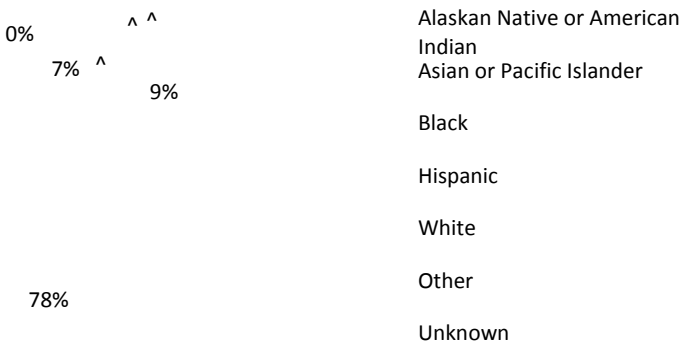 0%
^ ^
7% ^
9%
78%
Alaskan Native or American
Indian
Asian or Pacific Islander
Black
Hispanic
White
Other
Unknown